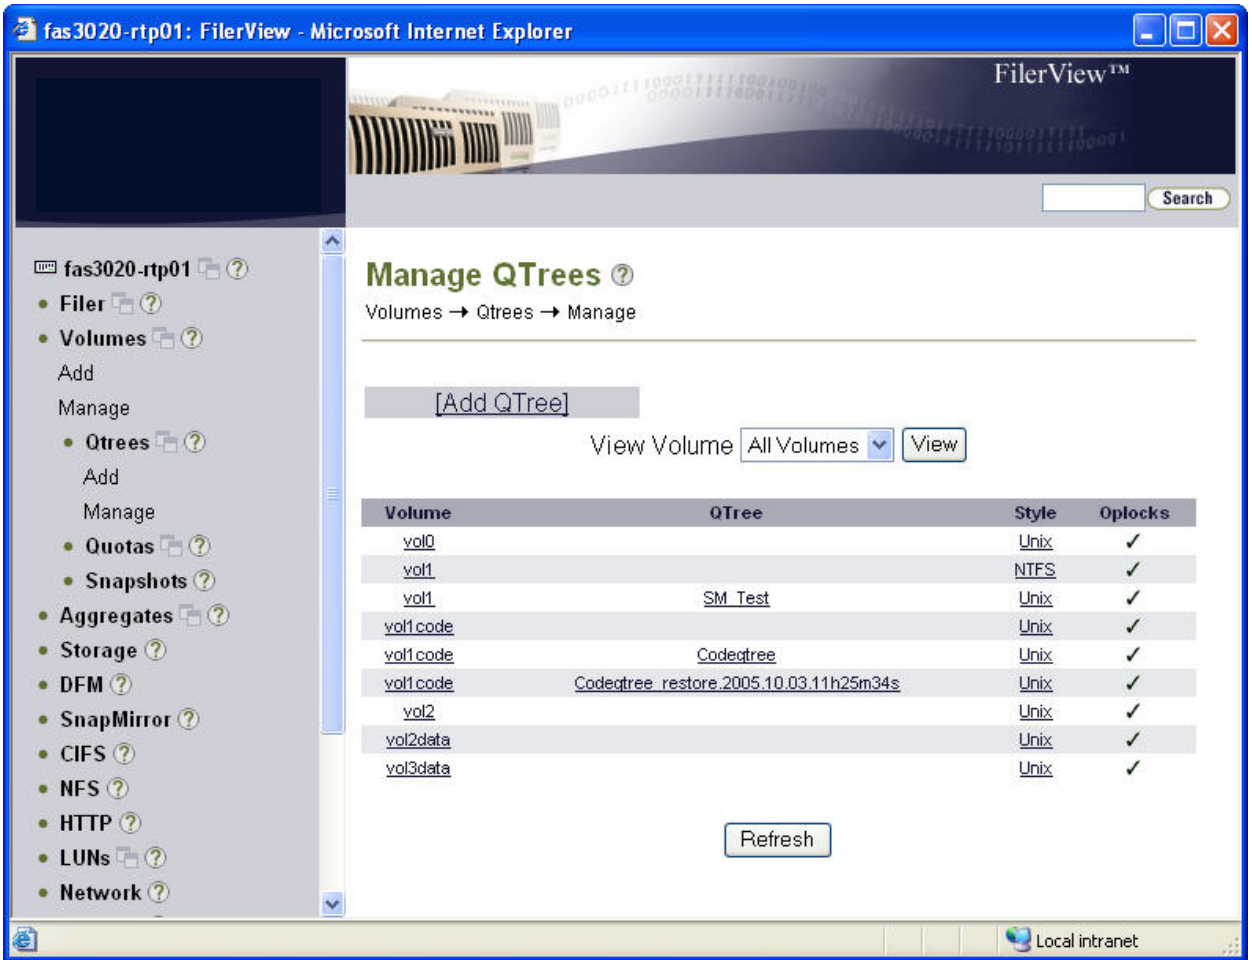 fas3020-rtp01: FilerView - Microsoft Internet Explorer
FilerView™
Search
fas3020-rtp01
Filer
Volumes
Add
Manage
Qtrees
Add
Manage
Quotas
Snapshots
Aggregates
Storage
DFM
SnapMirror
CIFS
NFS
HTTP
LUNs
Network
Manage QTrees
Volumes → Qtrees → Manage
[Add QTree]
View Volume All Volumes View
Volume QTree Style Oplocks
vol0 Unix ✓
vol1 NTFS ✓
vol1 SM_Test Unix ✓
vol1code Unix ✓
vol1code Codeqtree Unix ✓
vol1code Codeqtree_restore.2005.10.03.11h25m34s Unix ✓
vol2 Unix ✓
vol2data Unix ✓
vol3data Unix ✓
Refresh
Local intranet